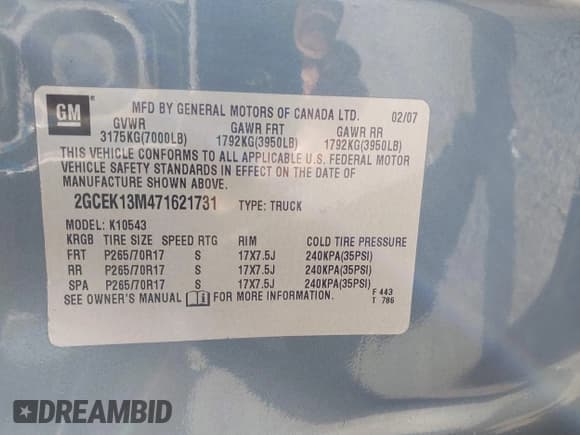 GM
MFD BY GENERAL MOTORS OF CANADA LTD. 02/07
GVWR GAWR FRT GAWR RR
3175KG(7000LB) 1792KG(3950LB) 1792KG(3950LB)
THIS VEHICLE CONFORMS TO ALL APPLICABLE U.S. FEDERAL MOTOR
VEHICLE SAFETY STANDARDS IN EFFECT ON THE DATE OF
MANUFACTURE SHOWN ABOVE.
2GCEK13M471621731 TYPE: TRUCK
MODEL: K10543
KRGB TIRE SIZE SPEED RTG RIM COLD TIRE PRESSURE
FRT P265/70R17 S 17X7.5J 240KPA(35PSI)
RR P265/70R17 S 17X7.5J 240KPA(35PSI)
SPA P265/70R17 S 17X7.5J 240KPA(35PSI)
SEE OWNER'S MANUAL FOR MORE INFORMATION. F 443
T 786
DREAMBID